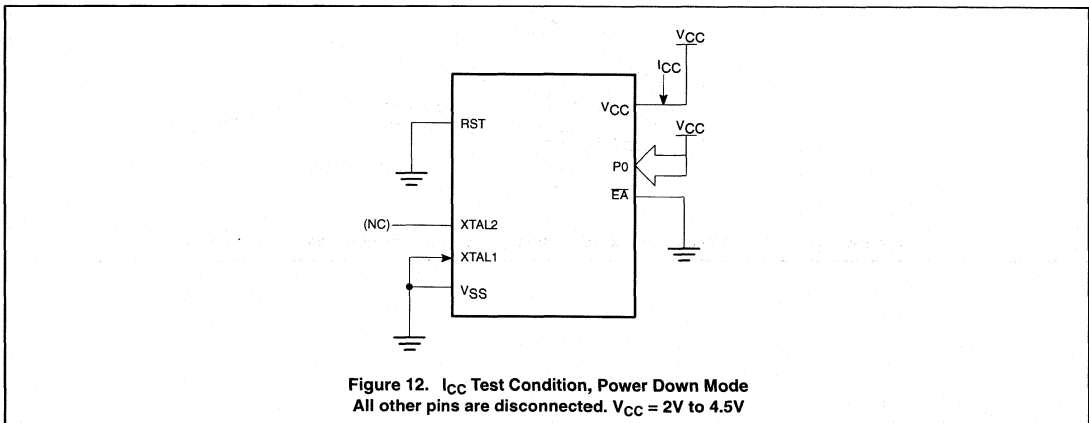 VCC
ICC
VCC
RST
VCC
P0
EA
(NC)
XTAL2
XTAL1
VSS
Figure 12. ICC Test Condition, Power Down Mode
All other pins are disconnected. VCC = 2V to 4.5V